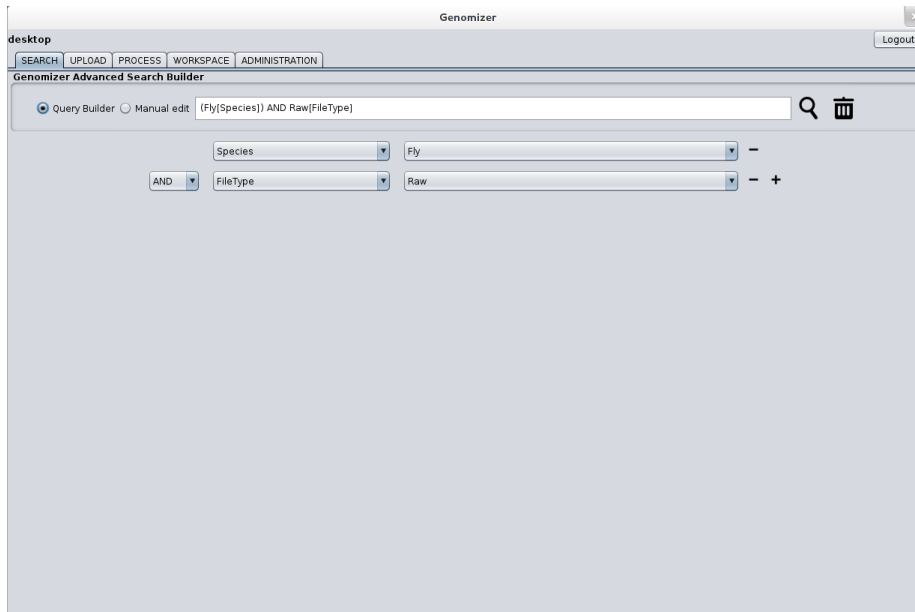 Genomizer
desktop Logout
SEARCH UPLOAD PROCESS WORKSPACE ADMINISTRATION
Genomizer Advanced Search Builder
Query Builder Manual edit (Fly[Species]) AND Raw[FileType]
Species Fly −
AND FileType Raw − +